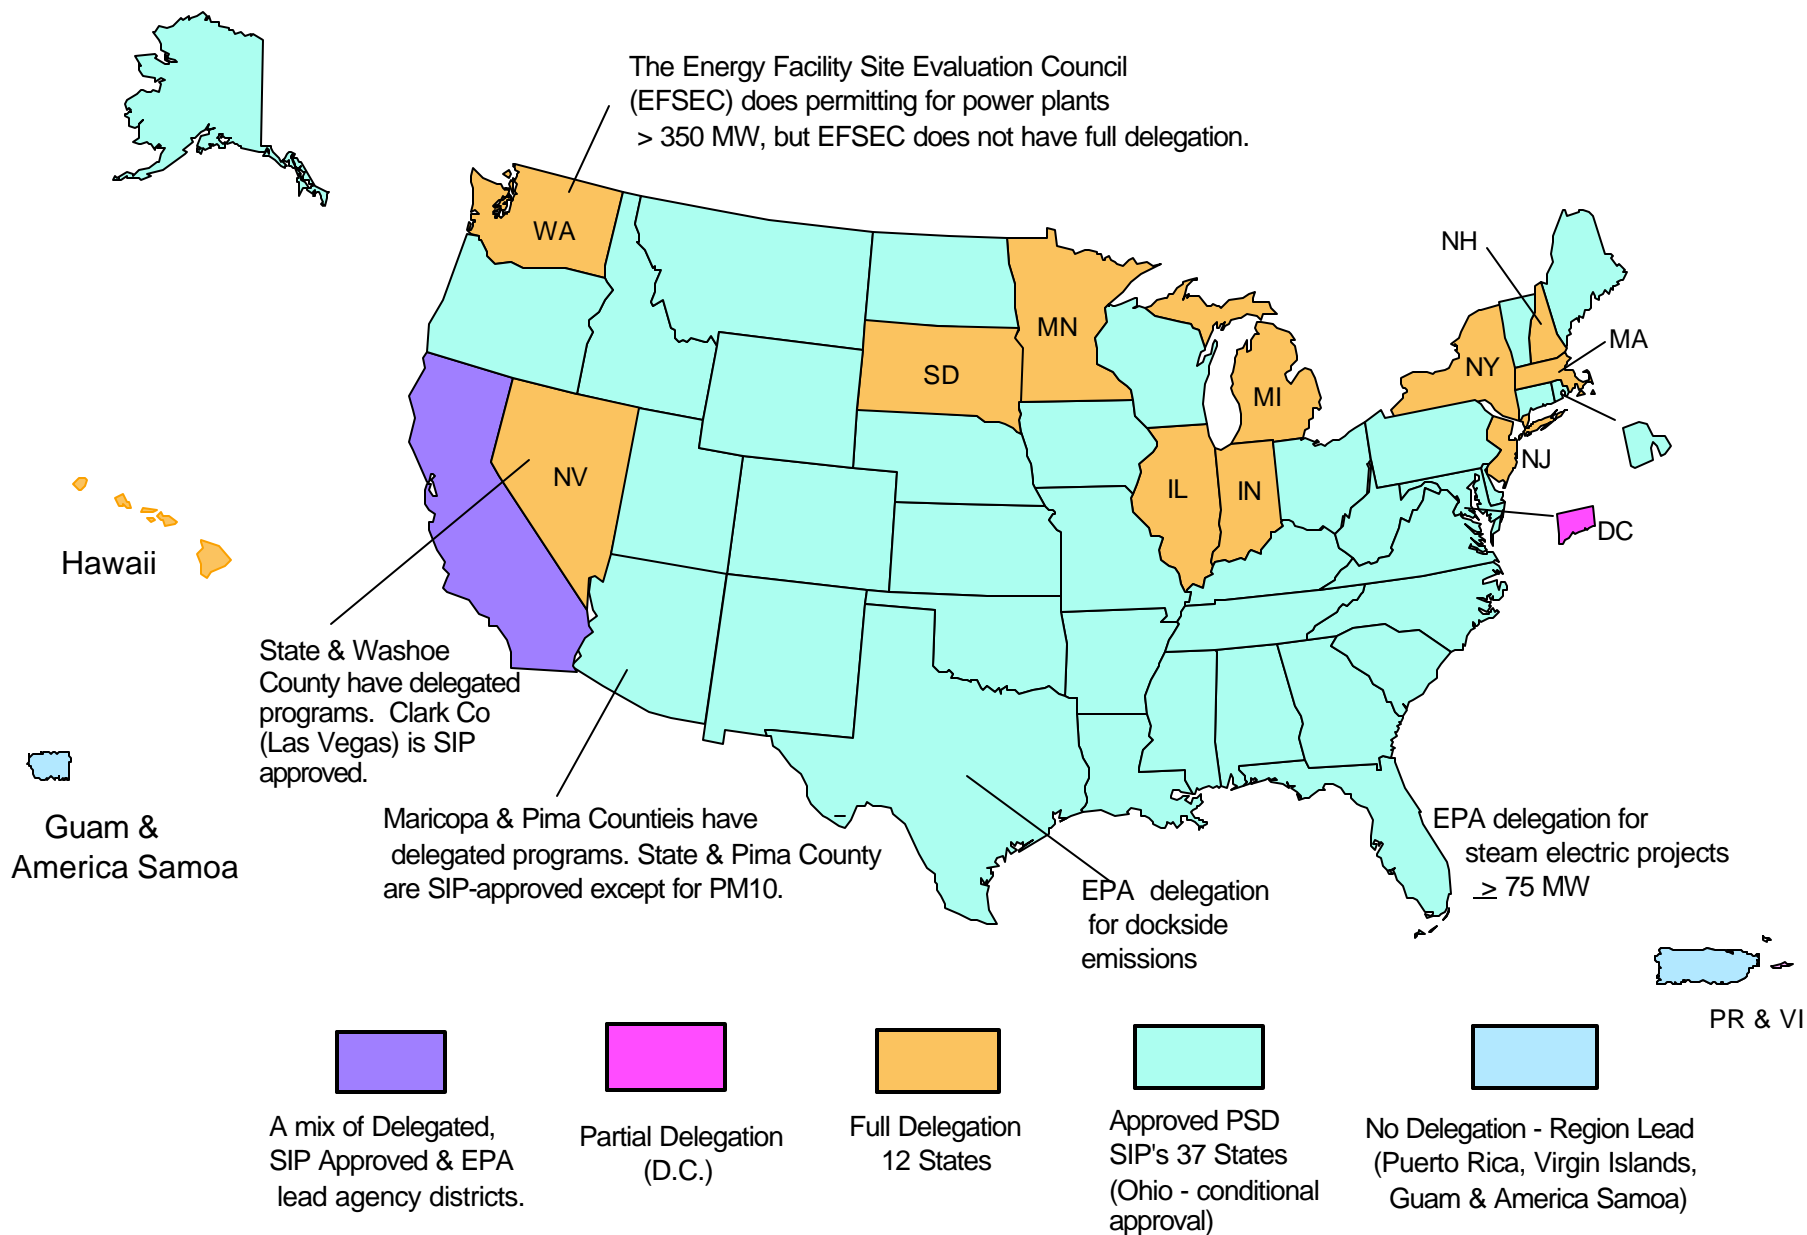 The Energy Facility Site Evaluation Council
(EFSEC) does permitting for power plants
> 350 MW, but EFSEC does not have full delegation.
WA
NH
MN
MA
NY
SD
MI
NJ
NV
IL
IN
DC
Hawaii
State & Washoe
County have delegated
programs. Clark Co
(Las Vegas) is SIP
approved.
Guam &
America Samoa
Maricopa & Pima Countieis have
delegated programs. State & Pima County
are SIP-approved except for PM10.
EPA delegation
for dockside
emissions
EPA delegation for
steam electric projects
≥ 75 MW
PR & VI
A mix of Delegated,
SIP Approved & EPA
lead agency districts.
Partial Delegation
(D.C.)
Full Delegation
12 States
Approved PSD
SIP's 37 States
(Ohio - conditional
approval)
No Delegation - Region Lead
(Puerto Rica, Virgin Islands,
Guam & America Samoa)